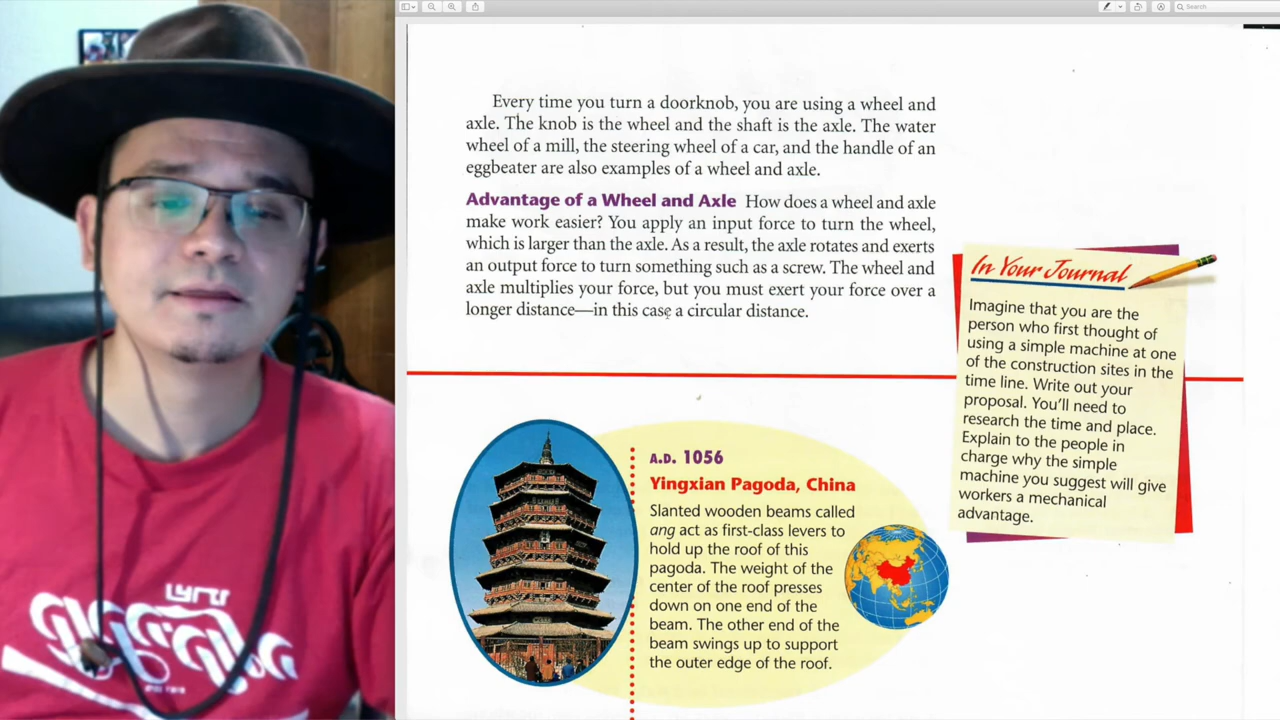 Search
Every time you turn a doorknob, you are using a wheel and
axle. The knob is the wheel and the shaft is the axle. The water
wheel of a mill, the steering wheel of a car, and the handle of an
eggbeater are also examples of a wheel and axle.
Advantage of a Wheel and Axle How does a wheel and axle
make work easier? You apply an input force to turn the wheel,
which is larger than the axle. As a result, the axle rotates and exerts
an output force to turn something such as a screw. The wheel and
axle multiplies your force, but you must exert your force over a
longer distance—in this case a circular distance.
In Your Journal
Imagine that you are the
person who first thought of
using a simple machine at one
of the construction sites in the
time line. Write out your
proposal. You'll need to
research the time and place.
Explain to the people in
charge why the simple
machine you suggest will give
workers a mechanical
advantage.
A.D. 1056
Yingxian Pagoda, China
Slanted wooden beams called
ang act as first-class levers to
hold up the roof of this
pagoda. The weight of the
center of the roof presses
down on one end of the
beam. The other end of the
beam swings up to support
the outer edge of the roof.